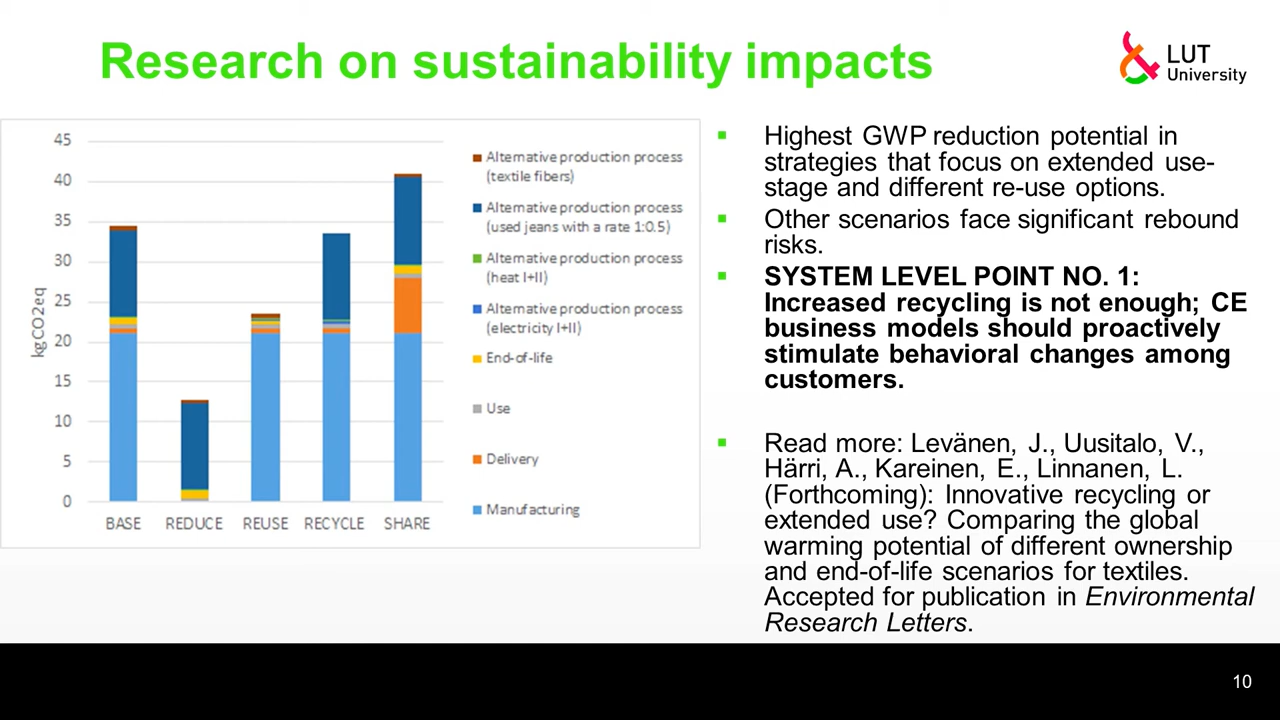 Research on sustainability impacts
LUT
University
45
40
35
30
25
20
15
10
5
0
kgCO2eq
BASE
REDUCE
REUSE
RECYCLE
SHARE
Alternative production process
(textile fibers)
Alternative production process
(used jeans with a rate 1:0.5)
Alternative production process
(heat I+II)
Alternative production process
(electricity I+II)
End-of-life
Use
Delivery
Manufacturing
Highest GWP reduction potential in
strategies that focus on extended use-
stage and different re-use options.
Other scenarios face significant rebound
risks.
SYSTEM LEVEL POINT NO. 1:
Increased recycling is not enough; CE
business models should proactively
stimulate behavioral changes among
customers.
Read more: Levänen, J., Uusitalo, V.,
Härri, A., Kareinen, E., Linnanen, L.
(Forthcoming): Innovative recycling or
extended use? Comparing the global
warming potential of different ownership
and end-of-life scenarios for textiles.
Accepted for publication in Environmental
Research Letters.
10